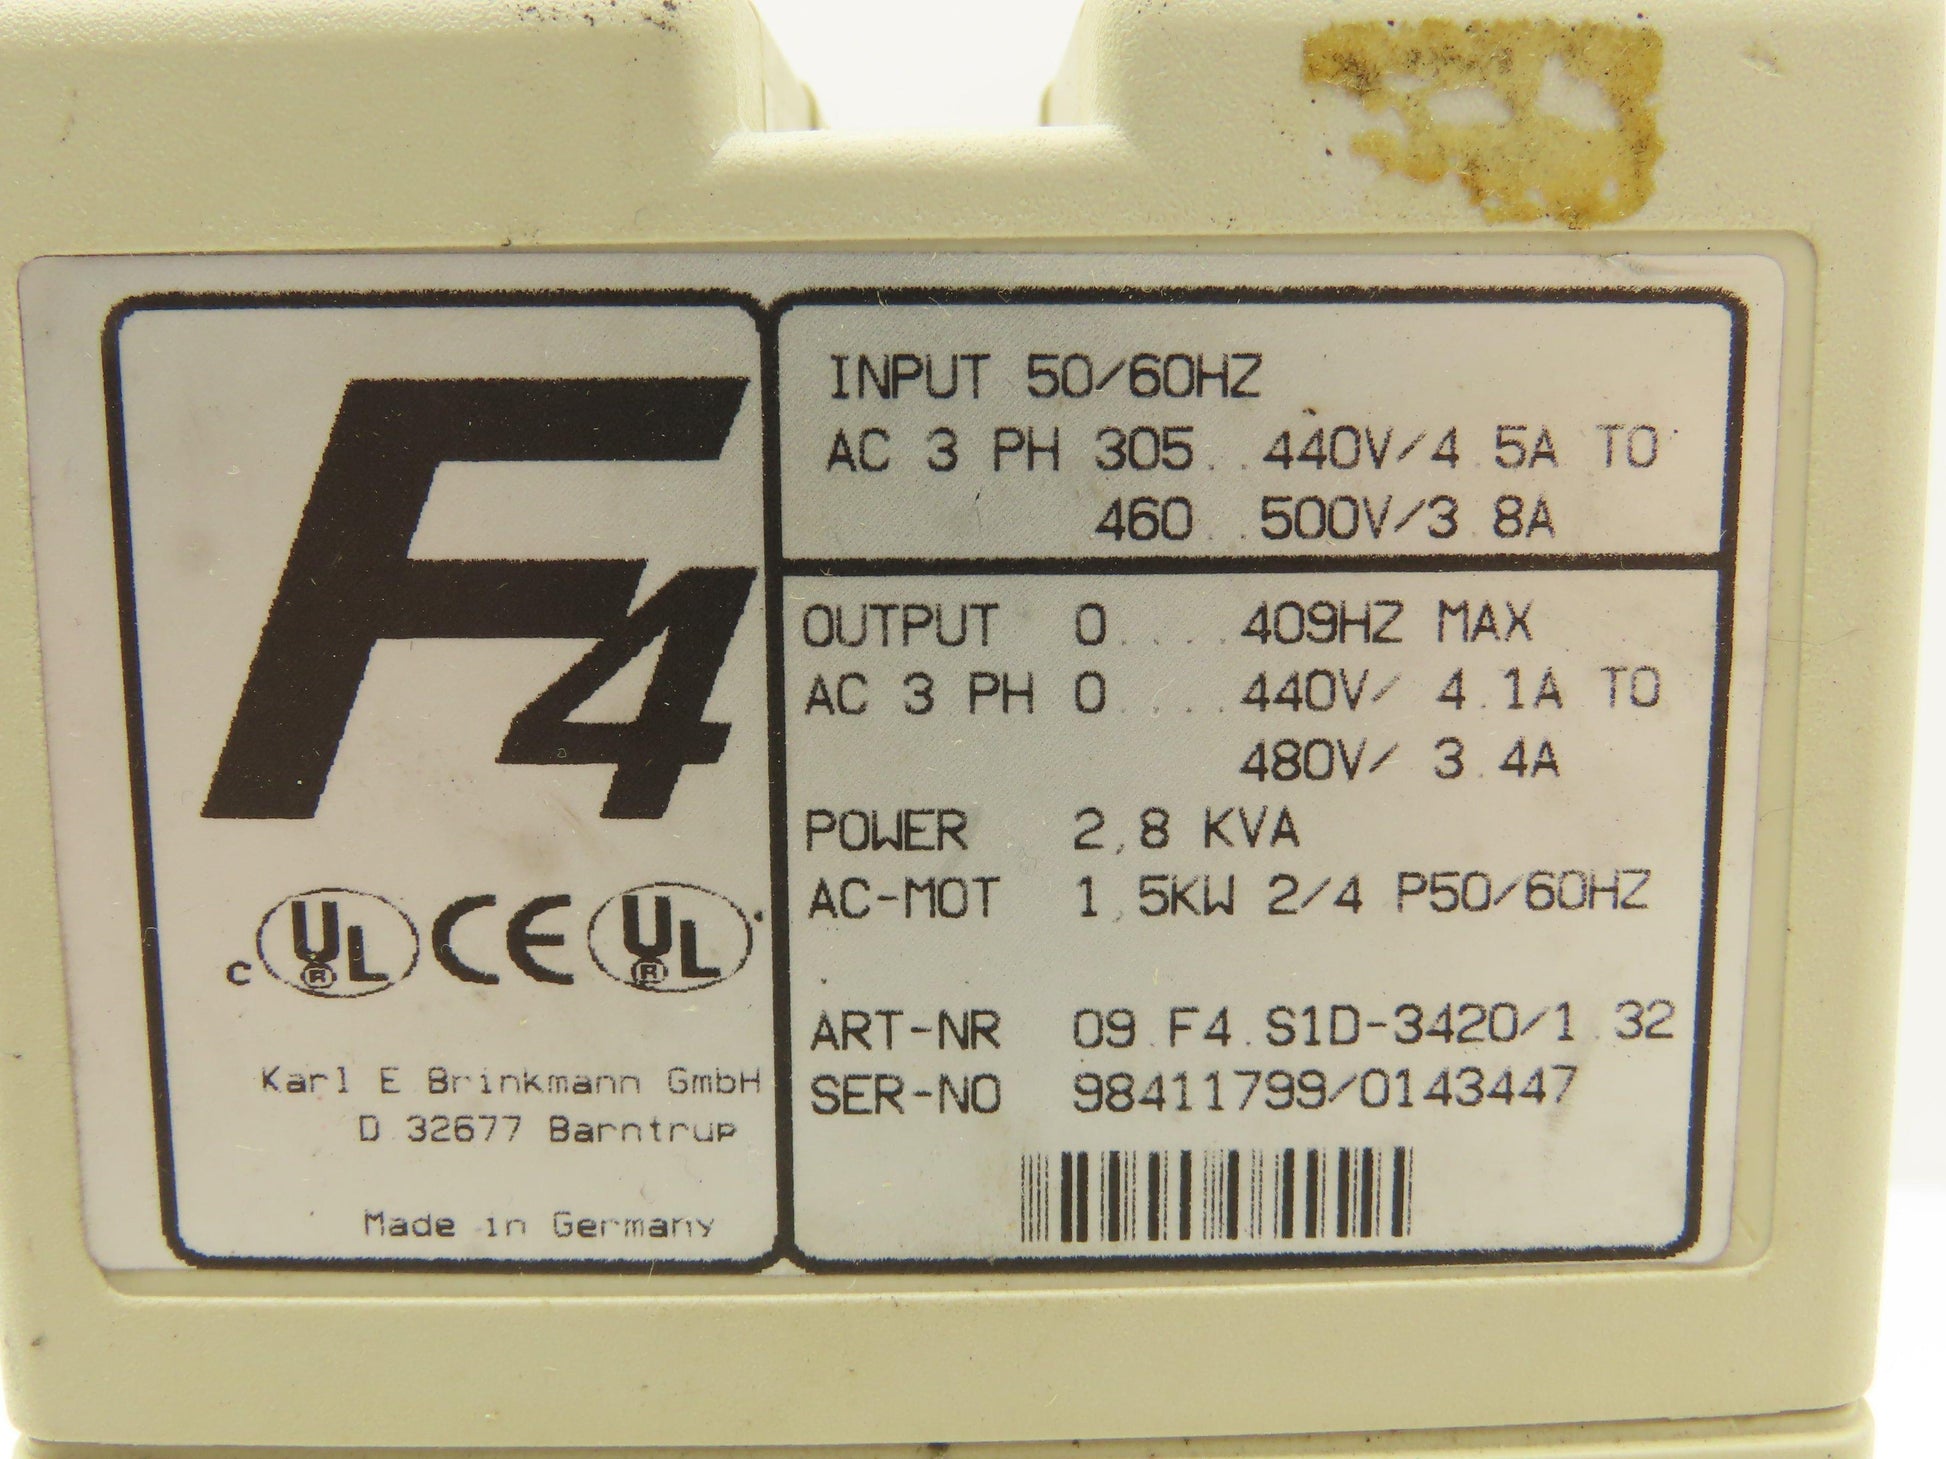 F4
c UL® CE UL®
Karl E.Brinkmann GmbH
D.32677 Barntrup
Made in Germany
INPUT 50/60HZ
AC 3 PH 305...440V/4.5A TO
460...500V/3.8A
OUTPUT 0....409HZ MAX
AC 3 PH 0....440V/ 4.1A TO
480V/ 3.4A
POWER 2,8 KVA
AC-MOT 1,5KW 2/4 P50/60HZ
ART-NR 09.F4.S1D-3420/1.32
SER-NO 98411799/0143447